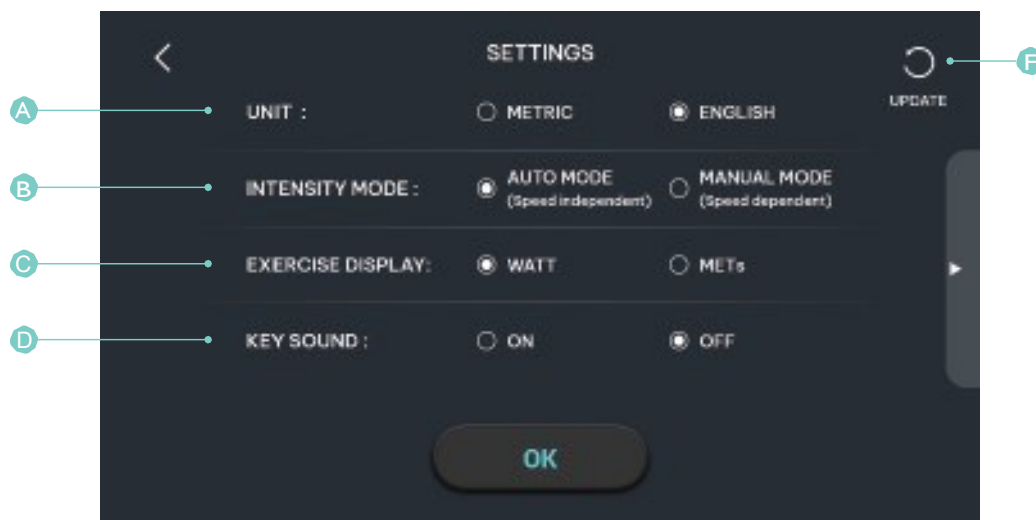 SETTINGS
F
UPDATE
A
UNIT :
METRIC
ENGLISH
B
INTENSITY MODE :
AUTO MODE
(Speed independent)
MANUAL MODE
(Speed dependent)
C
EXERCISE DISPLAY:
WATT
METs
D
KEY SOUND :
ON
OFF
OK